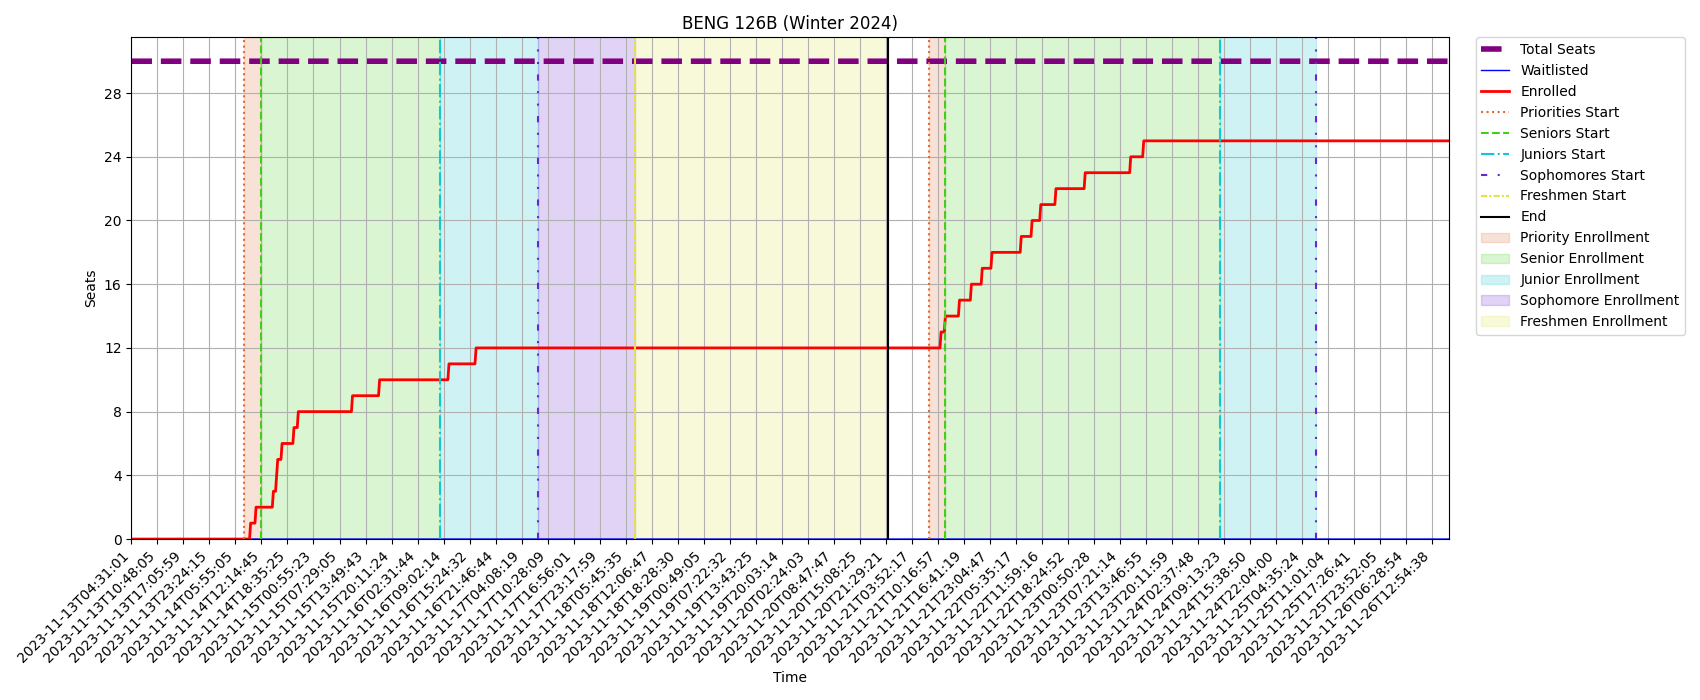 BENG 126B (Winter 2024)
Seats
28
24
20
16
12
8
4
0
2023-11-13T04:31:01
2023-11-13T10:48:05
2023-11-13T17:05:59
2023-11-13T23:24:15
2023-11-14T05:55:05
2023-11-14T12:14:45
2023-11-14T18:35:25
2023-11-15T00:55:23
2023-11-15T07:29:05
2023-11-15T13:49:43
2023-11-15T20:11:24
2023-11-16T02:31:44
2023-11-16T09:02:14
2023-11-16T15:24:32
2023-11-16T21:46:44
2023-11-17T04:08:19
2023-11-17T10:28:09
2023-11-17T16:56:01
2023-11-17T23:17:59
2023-11-18T05:45:35
2023-11-18T12:06:47
2023-11-18T18:28:30
2023-11-19T00:49:05
2023-11-19T07:22:32
2023-11-19T13:43:25
2023-11-19T20:03:14
2023-11-20T02:24:03
2023-11-20T08:47:47
2023-11-20T15:08:25
2023-11-20T21:29:21
2023-11-21T03:52:17
2023-11-21T10:16:57
2023-11-21T16:41:19
2023-11-21T23:04:47
2023-11-22T05:35:17
2023-11-22T11:59:16
2023-11-22T18:24:52
2023-11-23T00:50:28
2023-11-23T07:21:14
2023-11-23T13:46:55
2023-11-23T20:11:59
2023-11-24T02:37:48
2023-11-24T09:13:23
2023-11-24T15:38:50
2023-11-24T22:04:00
2023-11-25T04:35:24
2023-11-25T11:01:04
2023-11-25T17:26:41
2023-11-25T23:52:05
2023-11-26T06:28:54
2023-11-26T12:54:38
Time
Total Seats
Waitlisted
Enrolled
Priorities Start
Seniors Start
Juniors Start
Sophomores Start
Freshmen Start
End
Priority Enrollment
Senior Enrollment
Junior Enrollment
Sophomore Enrollment
Freshmen Enrollment